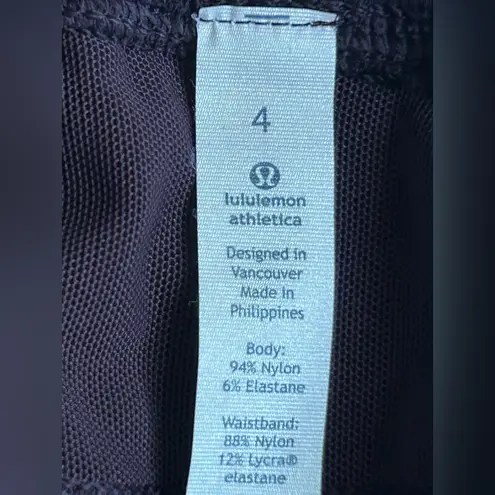 4
lululemon
athletica
Designed in
Vancouver
Made in
Philippines
Body:
94% Nylon
6% Elastane
Waistband:
88% Nylon
12% Lycra®
elastane